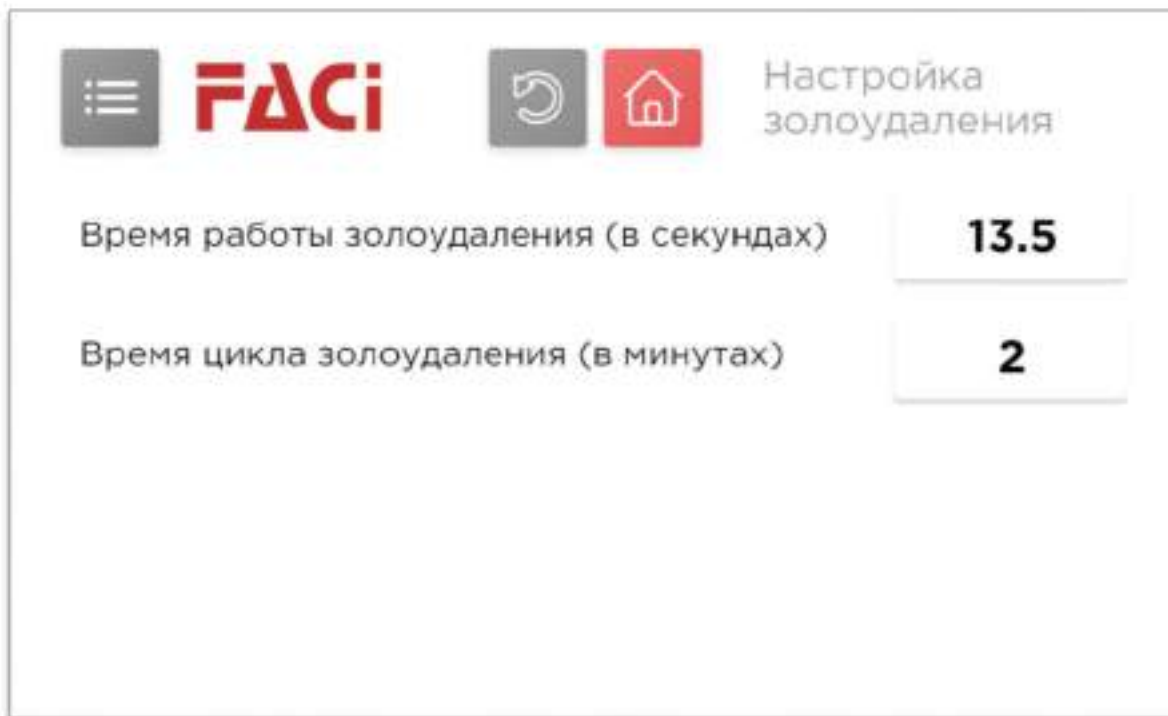 FACi
Настройка
золоудаления
Время работы золоудаления (в секундах)
13.5
Время цикла золоудаления (в минутах)
2